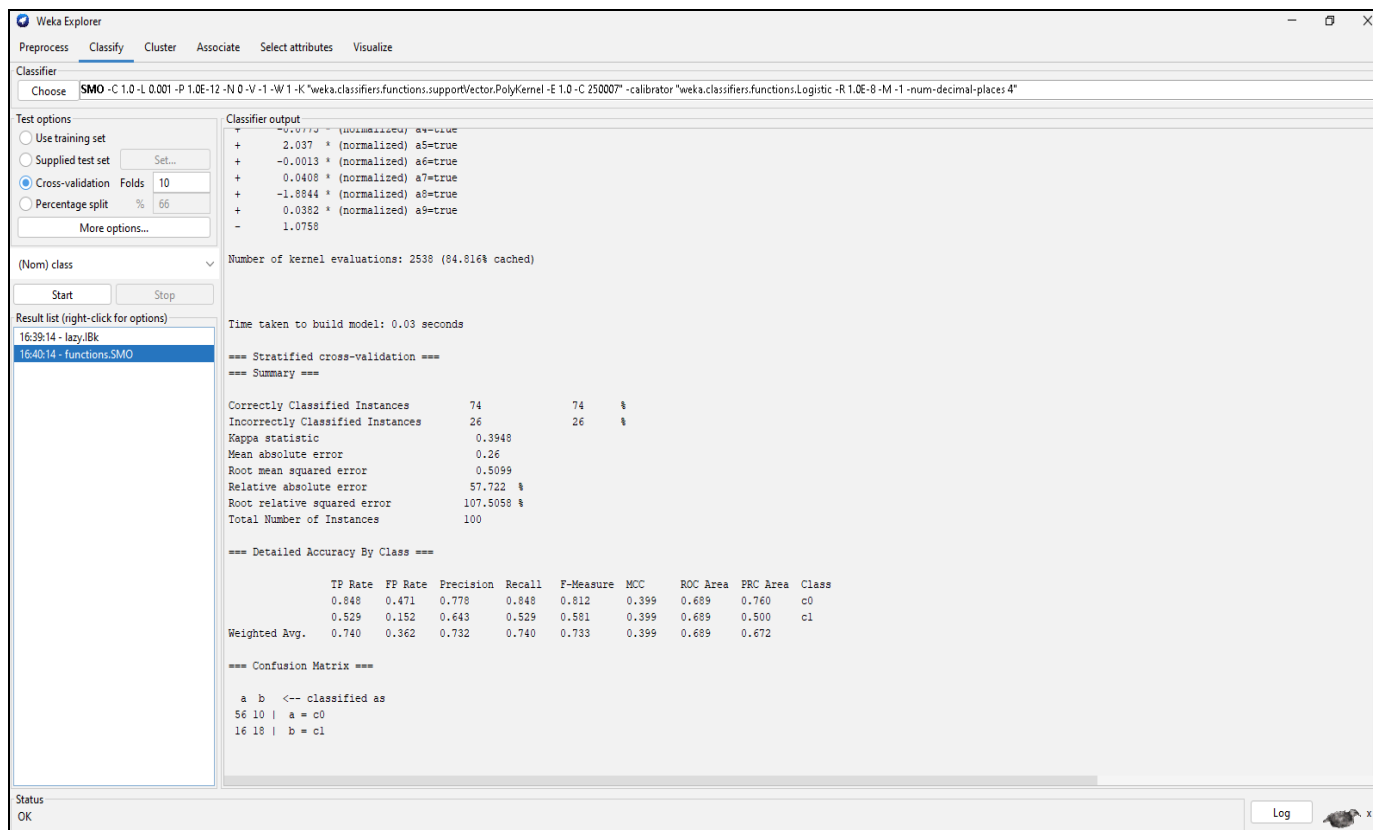 Weka Explorer
Preprocess Classify Cluster Associate Select attributes Visualize
Classifier
Choose SMO -C 1.0 -L 0.001 -P 1.0E-12 -N 0 -V -1 -W 1 -K "weka.classifiers.functions.supportVector.PolyKernel -E 1.0 -C 250007" -calibrator "weka.classifiers.functions.Logistic -R 1.0E-8 -M -1 -num-decimal-places 4"
Test options
Use training set
Supplied test set Set...
Cross-validation Folds 10
Percentage split % 66
More options...
(Nom) class
Start Stop
Result list (right-click for options)
16:39:14 - lazy.IBk
16:40:14 - functions.SMO
Classifier output
+ -0.0773 * (normalized) a4=true
+ 2.037 * (normalized) a5=true
+ -0.0013 * (normalized) a6=true
+ 0.0408 * (normalized) a7=true
+ -1.8844 * (normalized) a8=true
+ 0.0382 * (normalized) a9=true
- 1.0758
Number of kernel evaluations: 2538 (84.816% cached)
Time taken to build model: 0.03 seconds
=== Stratified cross-validation ===
=== Summary ===
Correctly Classified Instances 74 74 %
Incorrectly Classified Instances 26 26 %
Kappa statistic 0.3948
Mean absolute error 0.26
Root mean squared error 0.5099
Relative absolute error 57.722 %
Root relative squared error 107.5058 %
Total Number of Instances 100
=== Detailed Accuracy By Class ===
TP Rate FP Rate Precision Recall F-Measure MCC ROC Area PRC Area Class
0.848 0.471 0.778 0.848 0.812 0.399 0.689 0.760 c0
0.529 0.152 0.643 0.529 0.581 0.399 0.689 0.500 c1
Weighted Avg. 0.740 0.362 0.732 0.740 0.733 0.399 0.689 0.672
=== Confusion Matrix ===
a b <-- classified as
56 10 | a = c0
16 18 | b = c1
Status
OK
Log
x